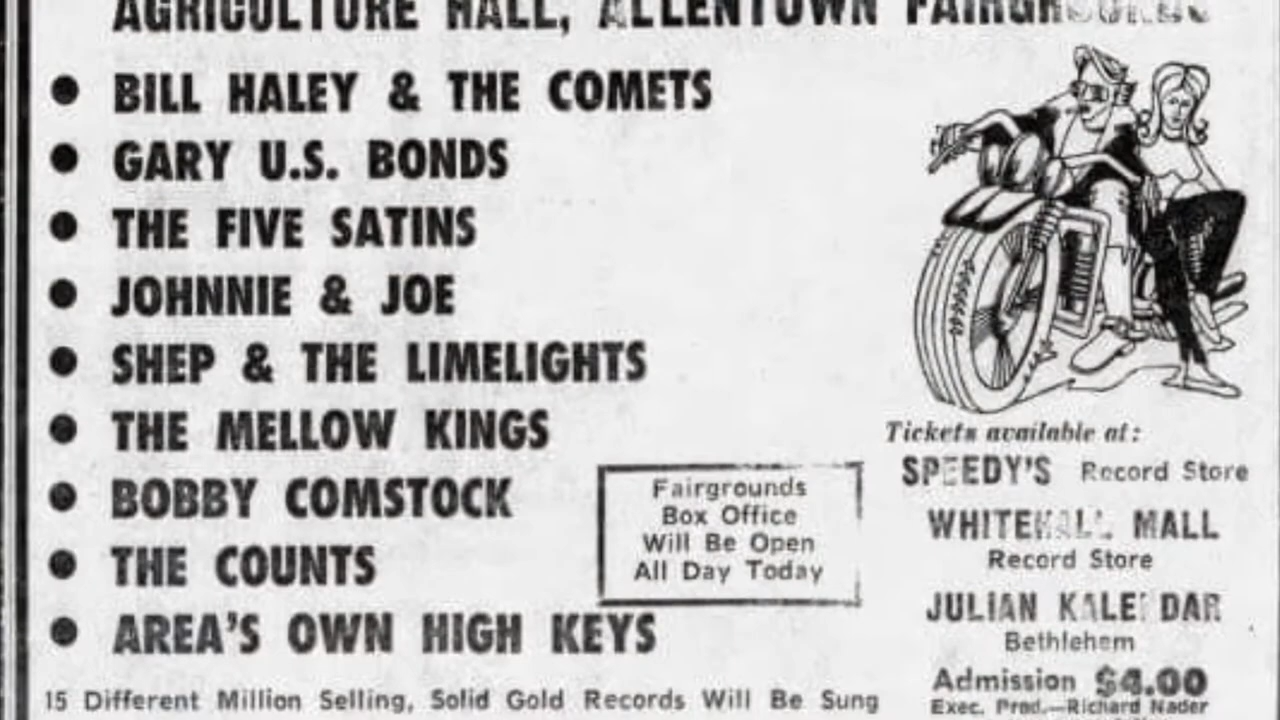 AGRICULTURE HALL, ALLENTOWN FAIRGROUNDS
• BILL HALEY & THE COMETS
• GARY U.S. BONDS
• THE FIVE SATINS
• JOHNNIE & JOE
• SHEP & THE LIMELIGHTS
• THE MELLOW KINGS
• BOBBY COMSTOCK
• THE COUNTS
• AREA'S OWN HIGH KEYS
Fairgrounds
Box Office
Will Be Open
All Day Today
Tickets available at:
SPEEDY'S Record Store
WHITEHALL MALL
Record Store
JULIAN KALENDAR
Bethlehem
Admission $4.00
Exec. Prod.—Richard Nader
15 Different Million Selling, Solid Gold Records Will Be Sung